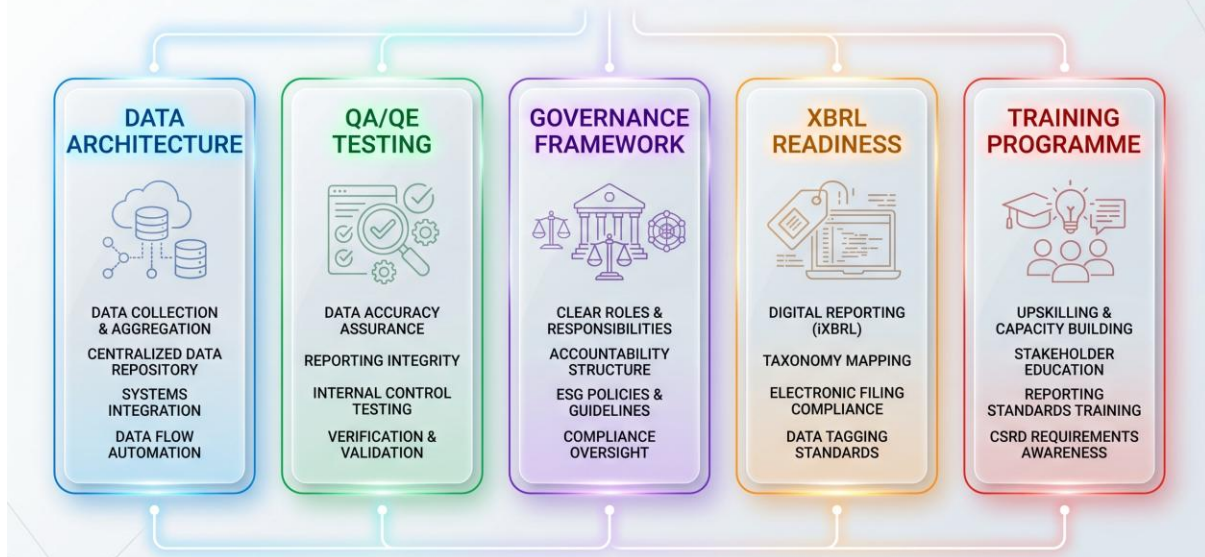 DATA
ARCHITECTURE
DATA COLLECTION
& AGGREGATION
CENTRALIZED DATA
REPOSITORY
SYSTEMS
INTEGRATION
DATA FLOW
AUTOMATION
QA/QE
TESTING
DATA ACCURACY
ASSURANCE
REPORTING INTEGRITY
INTERNAL CONTROL
TESTING
VERIFICATION &
VALIDATION
GOVERNANCE
FRAMEWORK
CLEAR ROLES &
RESPONSIBILITIES
ACCOUNTABILITY
STRUCTURE
ESG POLICIES &
GUIDELINES
COMPLIANCE
OVERSIGHT
XBRL
READINESS
DIGITAL REPORTING
(iXBRL)
TAXONOMY MAPPING
ELECTRONIC FILING
COMPLIANCE
DATA TAGGING
STANDARDS
TRAINING
PROGRAMME
UPSKILLING &
CAPACITY BUILDING
STAKEHOLDER
EDUCATION
REPORTING
STANDARDS TRAINING
CSRD REQUIREMENTS
AWARENESS